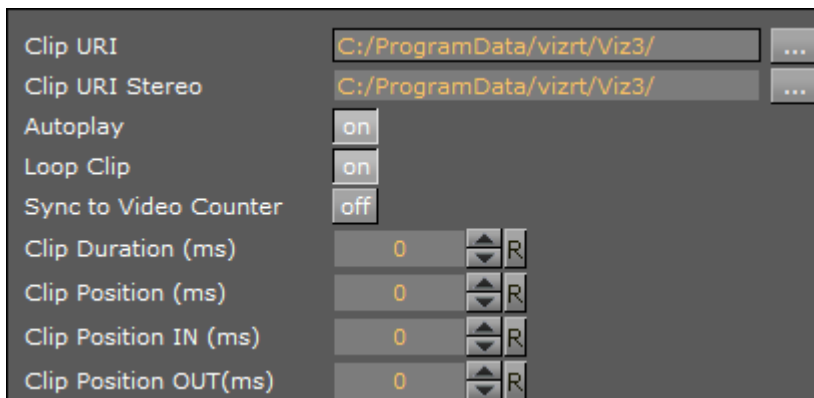 Clip URI C:/ProgramData/vizrt/Viz3/ ...
Clip URI Stereo C:/ProgramData/vizrt/Viz3/ ...
Autoplay on
Loop Clip on
Sync to Video Counter off
Clip Duration (ms) 0 R
Clip Position (ms) 0 R
Clip Position IN (ms) 0 R
Clip Position OUT(ms) 0 R